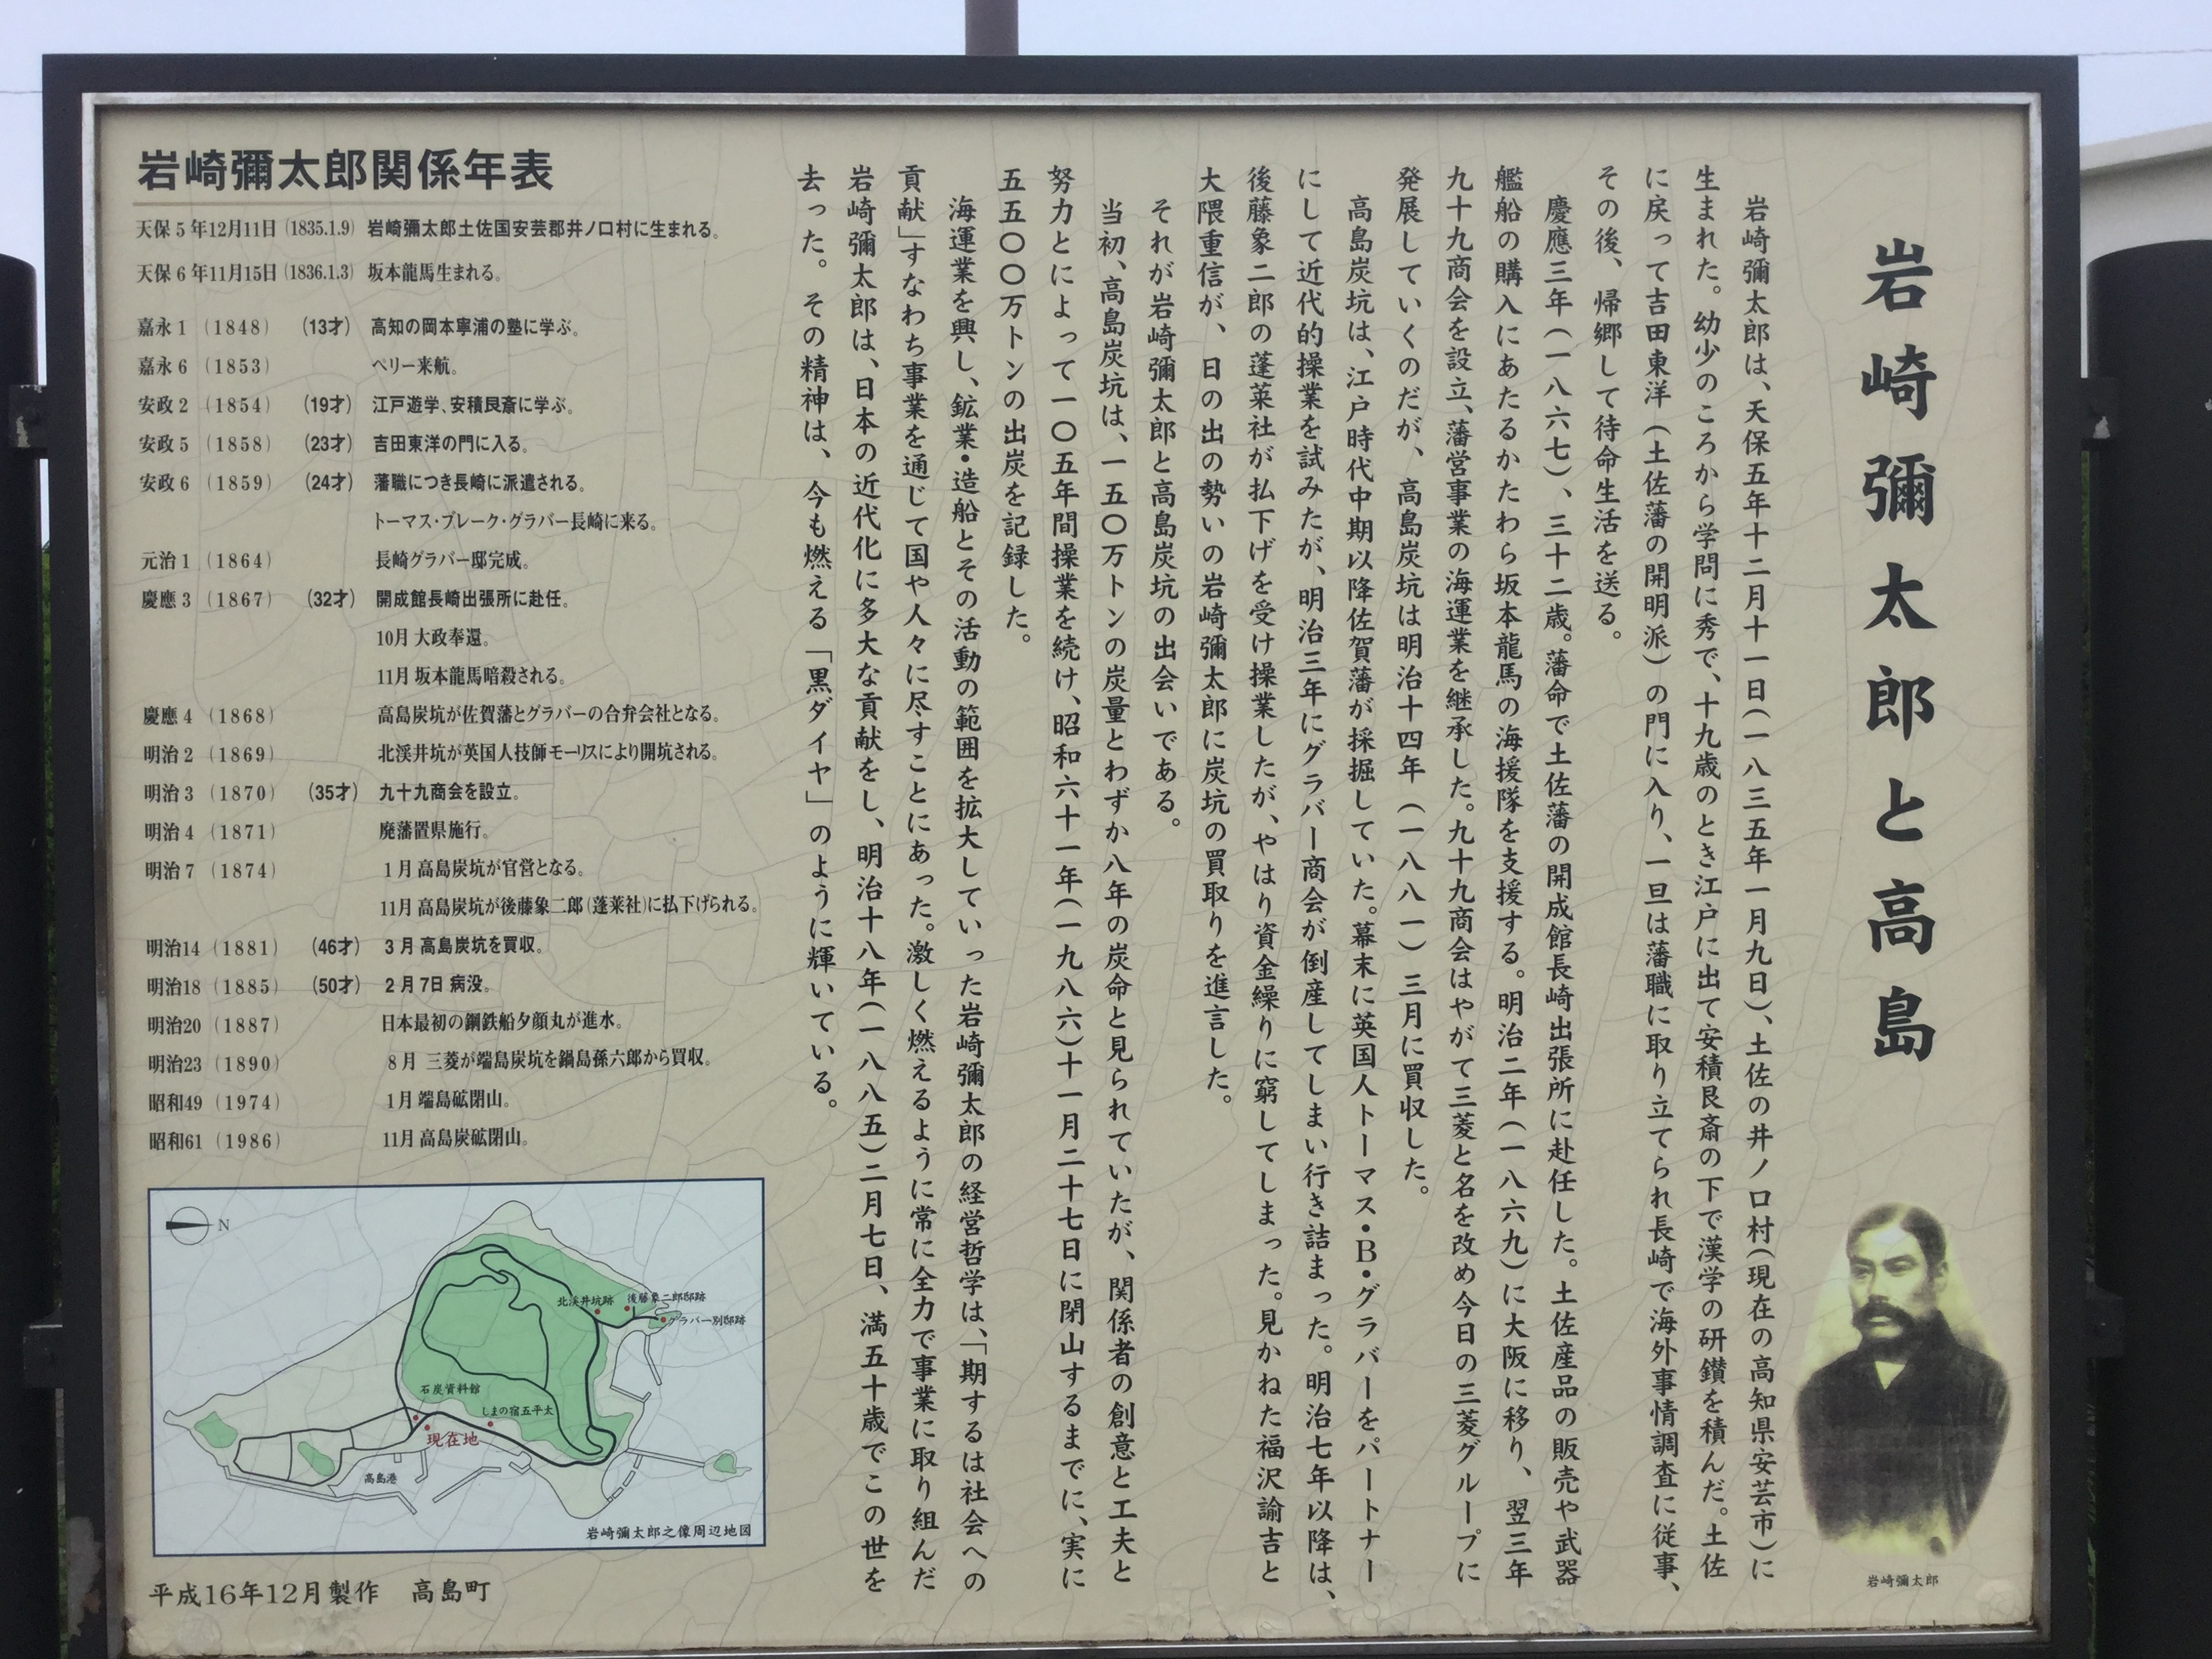 岩崎彌太郎と高島
岩崎彌太郎は、天保五年十二月十一日(一八三五年一月九日)、土佐の井ノ口村(現在の高知県安芸市)に
生まれた。幼少のころから学問に秀で、十九歳のとき江戸に出て安積艮斎の下で漢学の研鑽を積んだ。土佐
に戻って吉田東洋(土佐藩の開明派)の門に入り、一旦は藩職に取り立てられ長崎で海外事情調査に従事、
その後、帰郷して待命生活を送る。
慶應三年(一八六七)、三十二歳。藩命で土佐藩の開成館長崎出張所に赴任した。土佐産品の販売や武器
艦船の購入にあたるかたわら坂本龍馬の海援隊を支援する。明治二年(一八六九)に大阪に移り、翌三年
九十九商会を設立、藩営事業の海運業を継承した。九十九商会はやがて三菱と名を改め今日の三菱グループに
発展していくのだが、高島炭坑は明治十四年(一八八一)三月に買収した。
高島炭坑は、江戸時代中期以降佐賀藩が採掘していた。幕末に英国人トーマス・B・グラバーをパートナー
にして近代的操業を試みたが、明治三年にグラバー商会が倒産してしまい行き詰まった。明治七年以降は、
後藤象二郎の蓬莱社が払下げを受け操業したが、やはり資金繰りに窮してしまった。見かねた福沢諭吉と
大隈重信が、日の出の勢いの岩崎彌太郎に炭坑の買取りを進言した。
それが岩崎彌太郎と高島炭坑の出会いである。
当初、高島炭坑は、一五〇万トンの炭量とわずか八年の炭命と見られていたが、関係者の創意と工夫と
努力とによって一〇五年間操業を続け、昭和六十一年(一九八六)十一月二十七日に閉山するまでに、実に
五五〇〇万トンの出炭を記録した。
海運業を興し、鉱業・造船とその活動の範囲を拡大していった岩崎彌太郎の経営哲学は、「期するは社会への
貢献」すなわち事業を通じて国や人々に尽すことにあった。激しく燃えるように常に全力で事業に取り組んだ
岩崎彌太郎は、日本の近代化に多大な貢献をし、明治十八年(一八八五)二月七日、満五十歳でこの世を
去った。その精神は、今も燃える「黒ダイヤ」のように輝いている。
岩崎彌太郎
岩崎彌太郎関係年表
天保5年12月11日(1835.1.9) 岩崎彌太郎土佐国安芸郡井ノ口村に生まれる。
天保6年11月15日(1836.1.3) 坂本龍馬生まれる。
嘉永1 (1848) (13才) 高知の岡本寧浦の塾に学ぶ。
嘉永6 (1853) ペリー来航。
安政2 (1854) (19才) 江戸遊学、安積艮斎に学ぶ。
安政5 (1858) (23才) 吉田東洋の門に入る。
安政6 (1859) (24才) 藩職につき長崎に派遣される。
トーマス・ブレーク・グラバー長崎に来る。
元治1 (1864) 長崎グラバー邸完成。
慶應3 (1867) (32才) 開成館長崎出張所に赴任。
10月 大政奉還。
11月 坂本龍馬暗殺される。
慶應4 (1868) 高島炭坑が佐賀藩とグラバーの合弁会社となる。
明治2 (1869) 北渓井坑が英国人技師モーリスにより開坑される。
明治3 (1870) (35才) 九十九商会を設立。
明治4 (1871) 廃藩置県施行。
明治7 (1874) 1月 高島炭坑が官営となる。
11月 高島炭坑が後藤象二郎(蓬莱社)に払下げられる。
明治14 (1881) (46才) 3月 高島炭坑を買収。
明治18 (1885) (50才) 2月7日 病没。
明治20 (1887) 日本最初の鋼鉄船夕顔丸が進水。
明治23 (1890) 8月 三菱が端島炭坑を鍋島孫六郎から買収。
昭和49 (1974) 1月 端島砿閉山。
昭和61 (1986) 11月 高島炭砿閉山。
N
北渓井坑跡
後藤象二郎邸跡
グラバー別邸跡
石炭資料館
しまの宿五平太
現在地
高島港
岩崎彌太郎之像周辺地図
平成16年12月製作 高島町